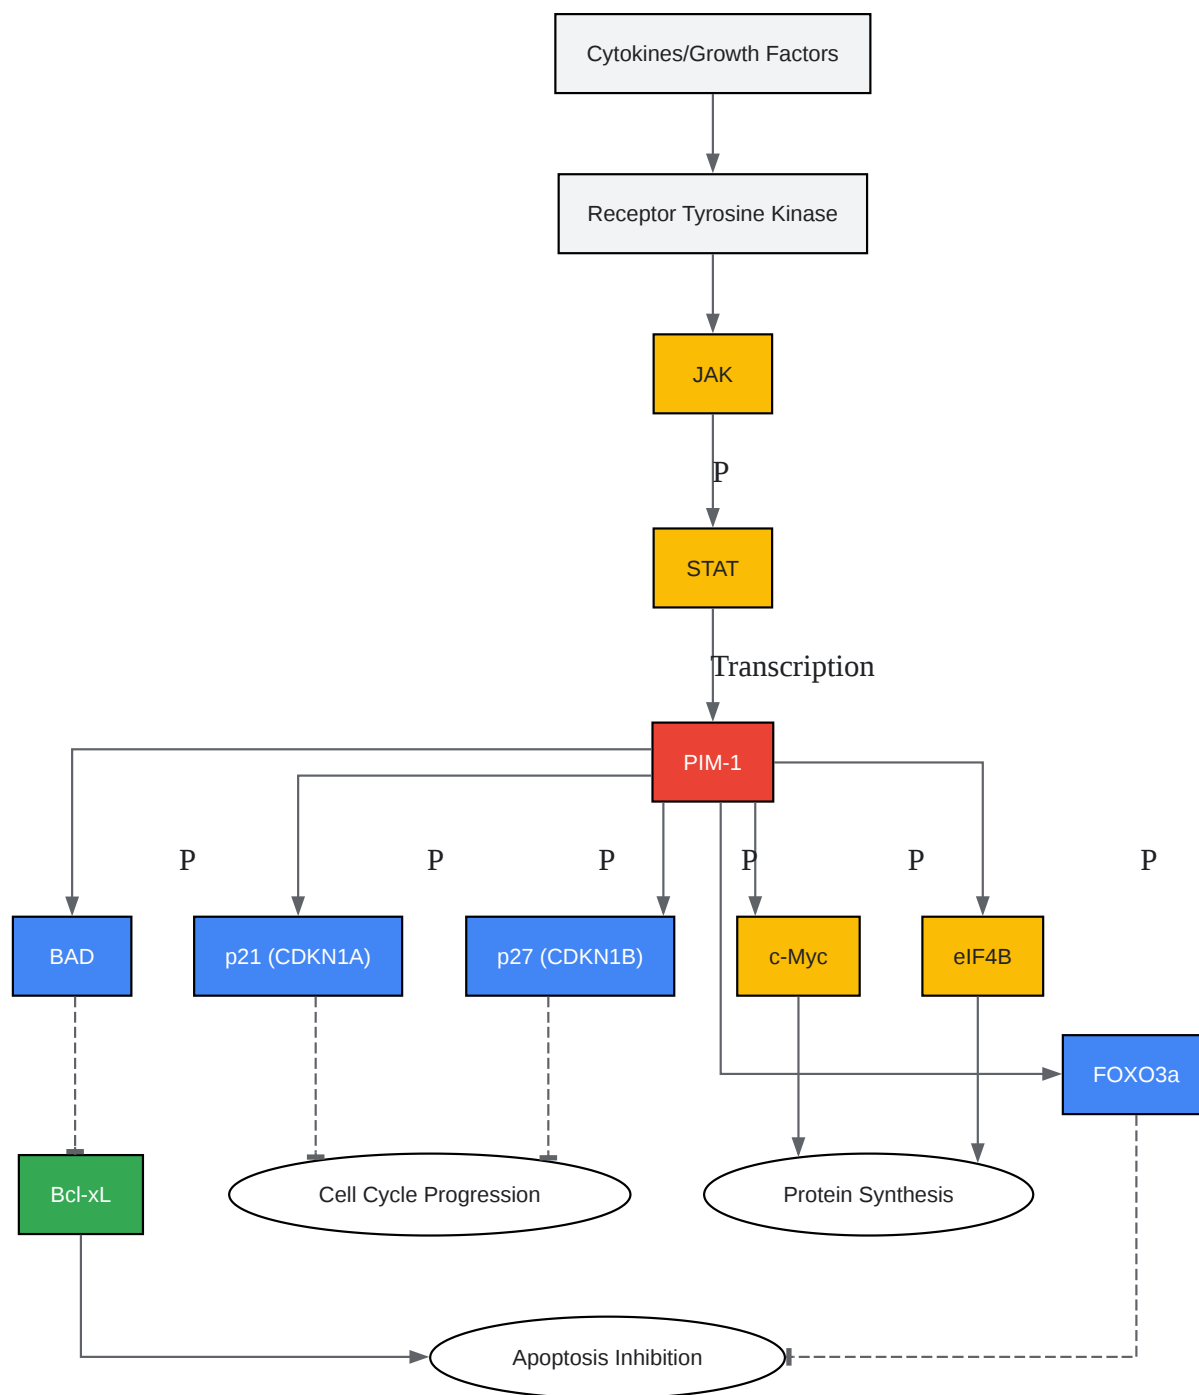 Cytokines/Growth Factors
Receptor Tyrosine Kinase
JAK
P
STAT
Transcription
PIM-1
P
P
P
P
P
P
BAD
p21 (CDKN1A)
p27 (CDKN1B)
c-Myc
eIF4B
FOXO3a
Bcl-xL
Cell Cycle Progression
Protein Synthesis
Apoptosis Inhibition